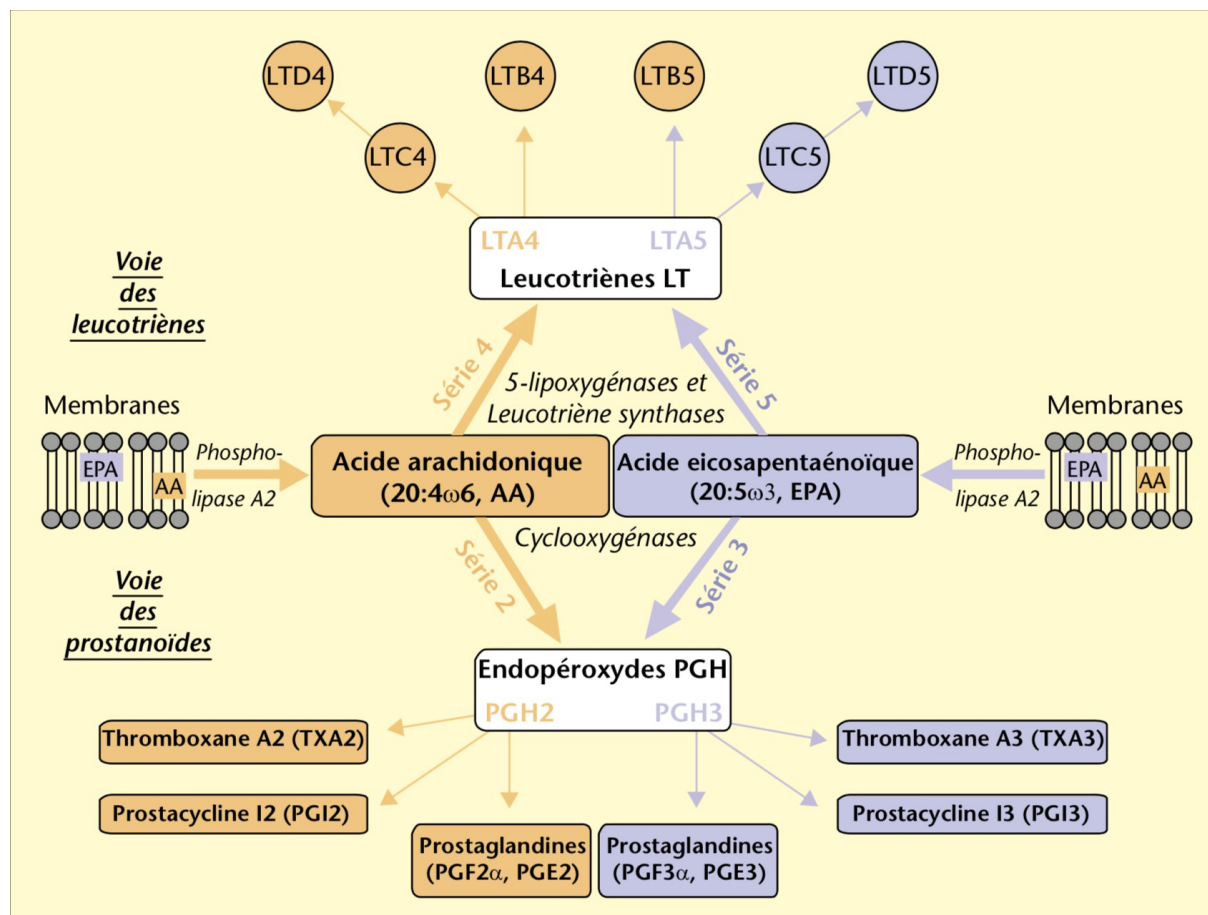 LTD4
LTB4
LTB5
LTD5
LTC4
LTC5
LTA4
LTA5
Leucotriènes LT
Voie
des
leucotriènes
Série 4
Série 5
5-lipoxygénases et
Leucotriène synthases
Membranes
EPA
AA
Phospho-
lipase A2
Acide arachidonique
(20:4ω6, AA)
Acide eicosapentaénoïque
(20:5ω3, EPA)
Phospho-
lipase A2
Membranes
EPA
AA
Cyclooxygénases
Série 2
Série 3
Voie
des
prostanoïdes
Endopéroxydes PGH
PGH2
PGH3
Thromboxane A2 (TXA2)
Thromboxane A3 (TXA3)
Prostacycline I2 (PGI2)
Prostacycline I3 (PGI3)
Prostaglandines
(PGF2α, PGE2)
Prostaglandines
(PGF3α, PGE3)